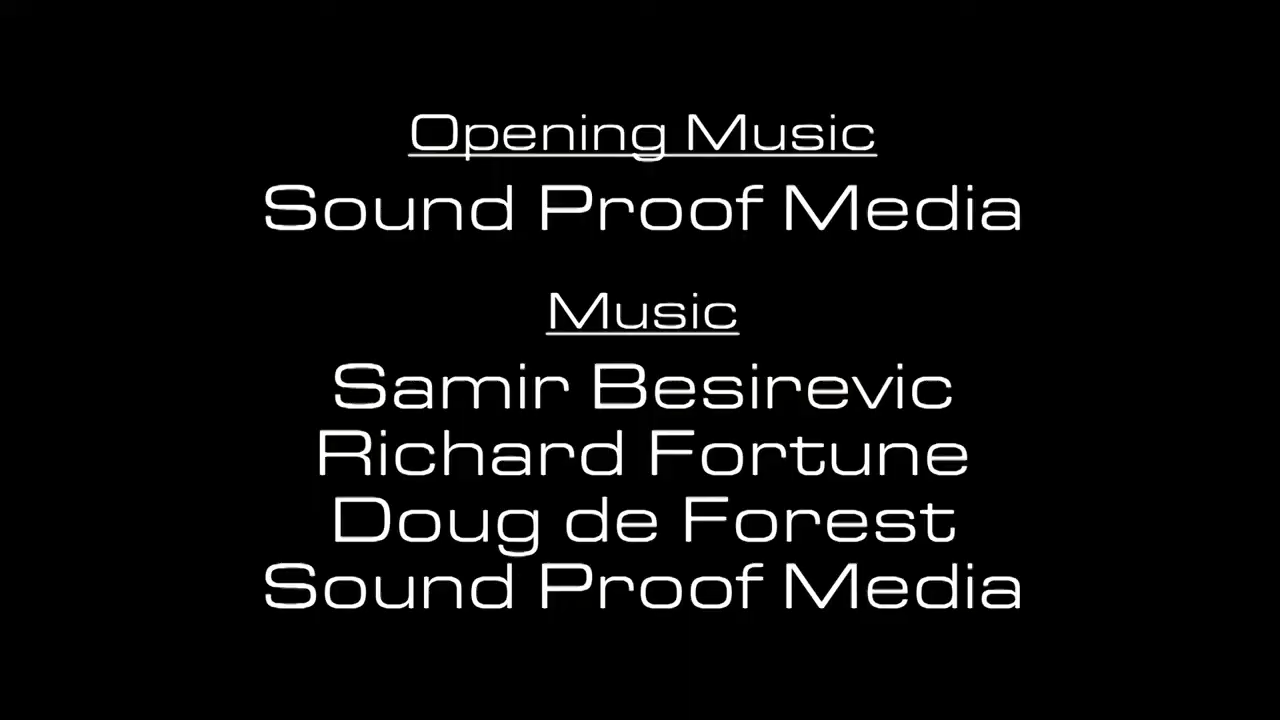 Opening Music
Sound Proof Media
Music
Samir Besirevic
Richard Fortune
Doug de Forest
Sound Proof Media